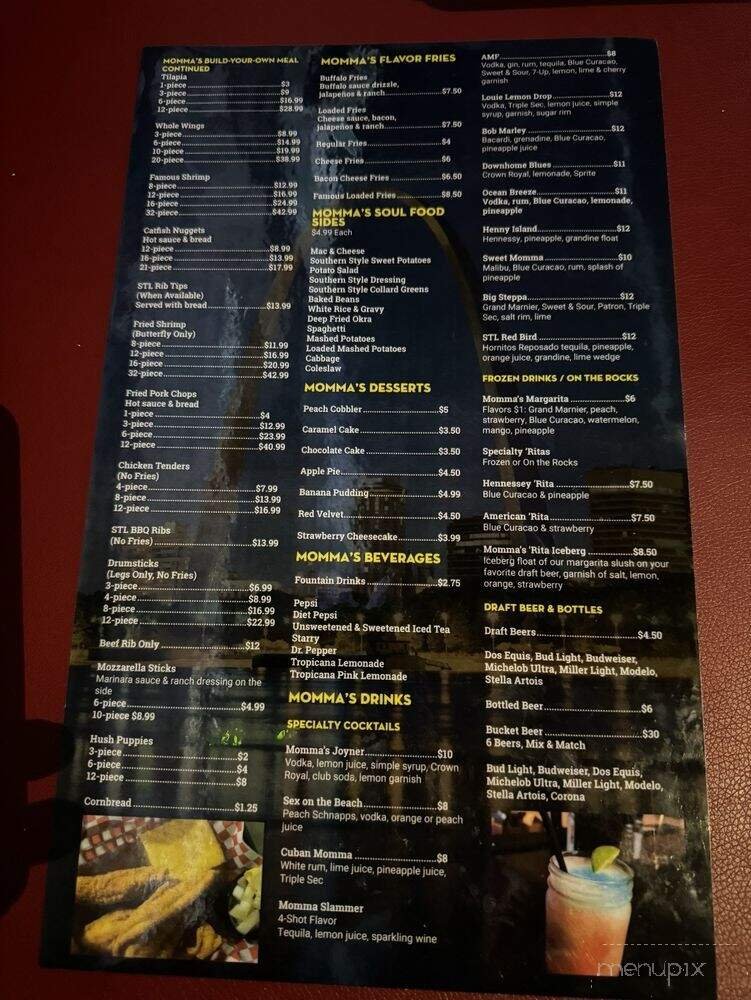 MOMMA'S BUILD-YOUR-OWN MEAL
CONTINUED
Tilapia
1-piece $3
3-piece $9
6-piece $16.99
12-piece $28.99
Whole Wings
3-piece $8.99
6-piece $14.99
10-piece $19.99
20-piece $38.99
Famous Shrimp
8-piece $12.99
12-piece $16.99
16-piece $24.99
32-piece $42.99
Catfish Nuggets
Hot sauce & bread
12-piece $8.99
16-piece $13.99
21-piece $17.99
STL Rib Tips
(When Available)
Served with bread $13.99
Fried Shrimp
(Butterfly Only)
8-piece $11.99
12-piece $16.99
16-piece $20.99
32-piece $42.99
Fried Pork Chops
Hot sauce & bread
1-piece $4
3-piece $12.99
6-piece $23.99
12-piece $40.99
Chicken Tenders
(No Fries)
4-piece $7.99
8-piece $13.99
12-piece $16.99
STL BBQ Ribs
(No Fries) $13.99
Drumsticks
(Legs Only, No Fries)
3-piece $6.99
4-piece $8.99
8-piece $16.99
12-piece $22.99
Beef Rib Only $12
Mozzarella Sticks
Marinara sauce & ranch dressing on the
side
6-piece $4.99
10-piece $8.99
Hush Puppies
3-piece $2
6-piece $4
12-piece $8
Cornbread $1.25
MOMMA'S FLAVOR FRIES
Buffalo Fries
Buffalo sauce drizzle,
jalapeños & ranch $7.50
Loaded Fries
Cheese sauce, bacon,
jalapeños & ranch $7.50
Regular Fries $4
Cheese Fries $6
Bacon Cheese Fries $6.50
Famous Loaded Fries $8.50
MOMMA'S SOUL FOOD
SIDES
$4.99 Each
Mac & Cheese
Southern Style Sweet Potatoes
Potato Salad
Southern Style Dressing
Southern Style Collard Greens
Baked Beans
White Rice & Gravy
Deep Fried Okra
Spaghetti
Mashed Potatoes
Loaded Mashed Potatoes
Cabbage
Coleslaw
MOMMA'S DESSERTS
Peach Cobbler $5
Caramel Cake $3.50
Chocolate Cake $3.50
Apple Pie $4.50
Banana Pudding $4.99
Red Velvet $4.50
Strawberry Cheesecake $3.99
MOMMA'S BEVERAGES
Fountain Drinks $2.75
Pepsi
Diet Pepsi
Unsweetened & Sweetened Iced Tea
Starry
Dr. Pepper
Tropicana Lemonade
Tropicana Pink Lemonade
MOMMA'S DRINKS
SPECIALTY COCKTAILS
Momma's Joyner $10
Vodka, lemon juice, simple syrup, Crown
Royal, club soda, lemon garnish
Sex on the Beach $8
Peach Schnapps, vodka, orange or peach
juice
Cuban Momma $8
White rum, lime juice, pineapple juice,
Triple Sec
Momma Slammer
4-Shot Flavor
Tequila, lemon juice, sparkling wine
AMF $8
Vodka, gin, rum, tequila, Blue Curacao,
Sweet & Sour, 7-Up, lemon, lime & cherry
garnish
Louie Lemon Drop $12
Vodka, Triple Sec, lemon juice, simple
syrup, garnish, sugar rim
Bob Marley $12
Bacardi, grenadine, Blue Curacao,
pineapple juice
Downhome Blues $11
Crown Royal, lemonade, Sprite
Ocean Breeze $11
Vodka, rum, Blue Curacao, lemonade,
pineapple
Henny Island $12
Hennessy, pineapple, grandine float
Sweet Momma $10
Malibu, Blue Curacao, rum, splash of
pineapple
Big Steppa $12
Grand Marnier, Sweet & Sour, Patron, Triple
Sec, salt rim, lime
STL Red Bird $12
Hornitos Reposado tequila, pineapple,
orange juice, grandine, lime wedge
FROZEN DRINKS / ON THE ROCKS
Momma's Margarita $6
Flavors $1: Grand Marnier, peach,
strawberry, Blue Curacao, watermelon,
mango, pineapple
Specialty 'Ritas
Frozen or On the Rocks
Hennessey 'Rita $7.50
Blue Curacao & pineapple
American 'Rita $7.50
Blue Curacao & strawberry
Momma's 'Rita Iceberg $8.50
Iceberg float of our margarita slush on your
favorite draft beer, garnish of salt, lemon,
orange, strawberry
DRAFT BEER & BOTTLES
Draft Beers $4.50
Dos Equis, Bud Light, Budweiser,
Michelob Ultra, Miller Light, Modelo,
Stella Artois
Bottled Beer $6
Bucket Beer $30
6 Beers, Mix & Match
Bud Light, Budweiser, Dos Equis,
Michelob Ultra, Miller Light, Modelo,
Stella Artois, Corona
menupix